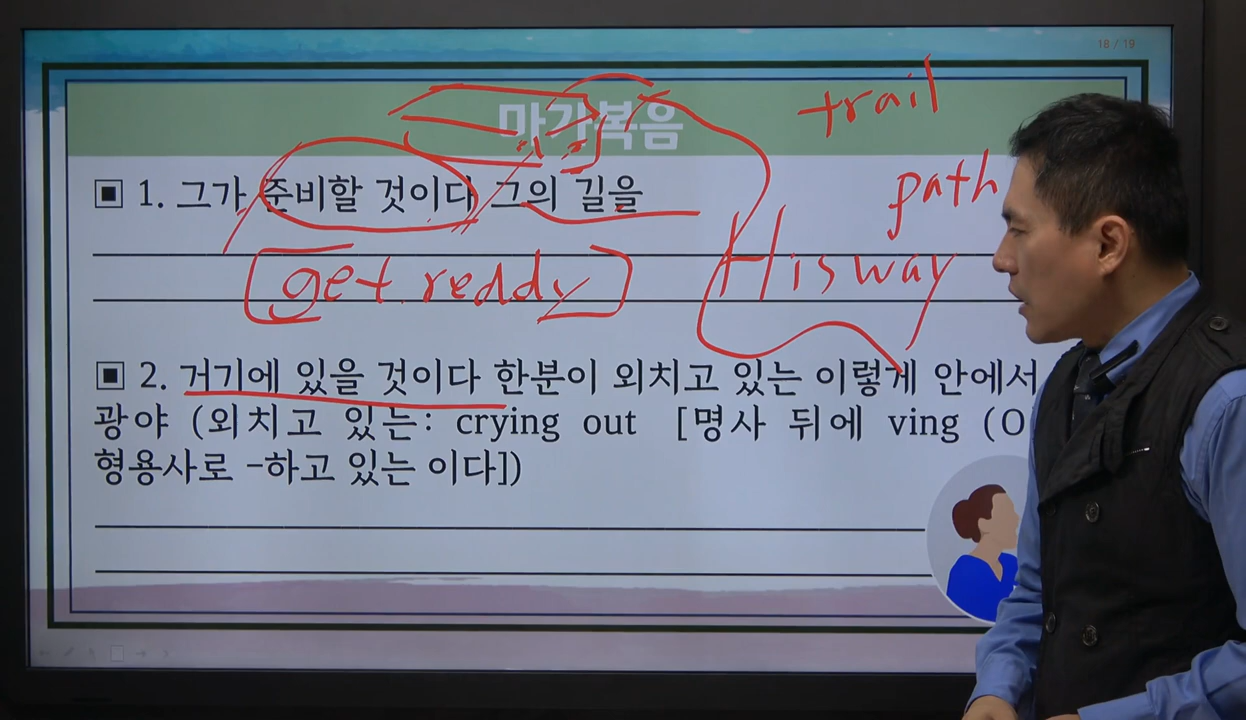 18 / 19
마가복음
trail
path
▣ 1. 그가 준비할 것이다 그의 길을
get reddy
His way
▣ 2. 거기에 있을 것이다 한분이 외치고 있는 이렇게 안에서
광야 (외치고 있는: crying out [명사 뒤에 ving (O
형용사로 -하고 있는 이다])